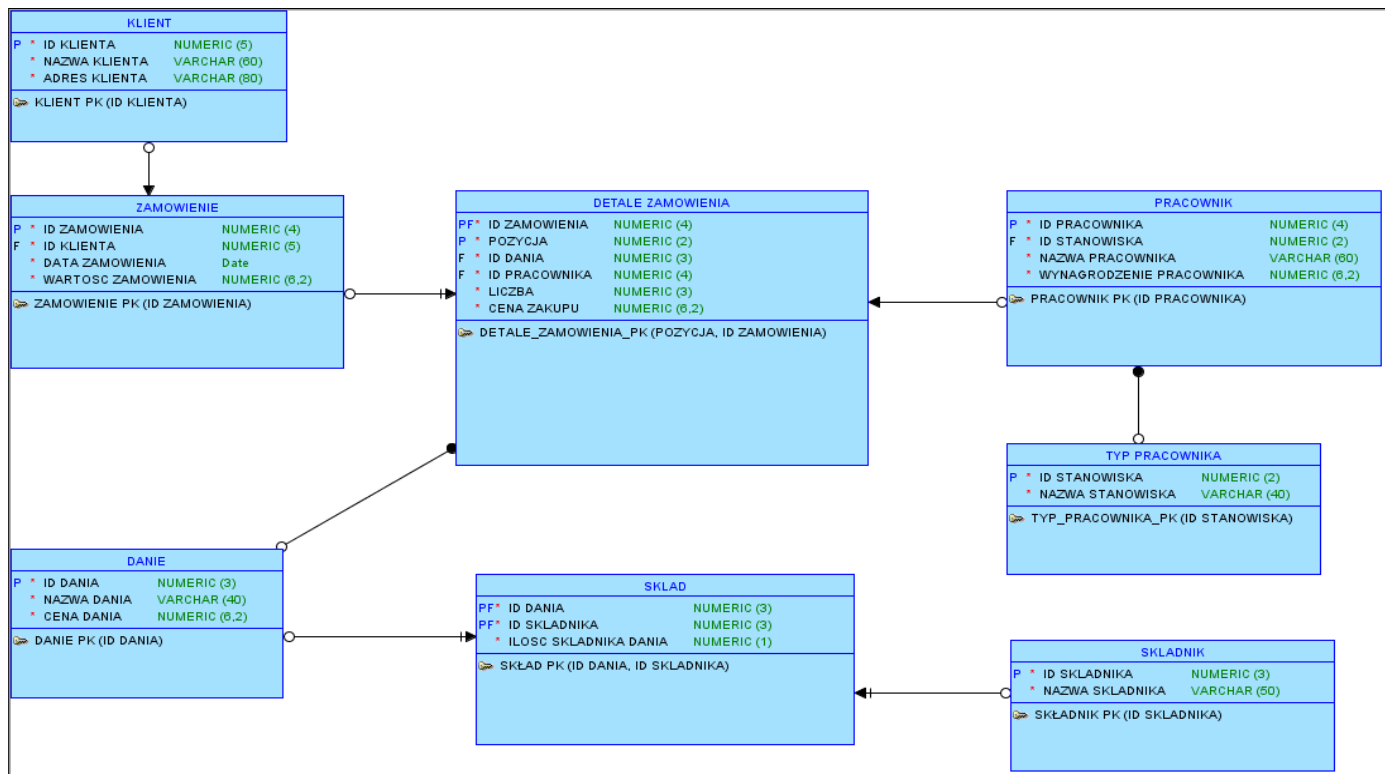 KLIENT
P * ID KLIENTA NUMERIC (5)
* NAZWA KLIENTA VARCHAR (60)
* ADRES KLIENTA VARCHAR (80)
KLIENT PK (ID KLIENTA)
ZAMOWIENIE
P * ID ZAMOWIENIA NUMERIC (4)
F * ID KLIENTA NUMERIC (5)
* DATA ZAMOWIENIA Date
* WARTOSC ZAMOWIENIA NUMERIC (6,2)
ZAMOWIENIE PK (ID ZAMOWIENIA)
DETALE ZAMOWIENIA
PF* ID ZAMOWIENIA NUMERIC (4)
P * POZYCJA NUMERIC (2)
F * ID DANIA NUMERIC (3)
F * ID PRACOWNIKA NUMERIC (4)
* LICZBA NUMERIC (3)
* CENA ZAKUPU NUMERIC (6,2)
DETALE_ZAMOWIENIA_PK (POZYCJA, ID ZAMOWIENIA)
PRACOWNIK
P * ID PRACOWNIKA NUMERIC (4)
F * ID STANOWISKA NUMERIC (2)
* NAZWA PRACOWNIKA VARCHAR (60)
* WYNAGRODZENIE PRACOWNIKA NUMERIC (6,2)
PRACOWNIK PK (ID PRACOWNIKA)
TYP PRACOWNIKA
P * ID STANOWISKA NUMERIC (2)
* NAZWA STANOWISKA VARCHAR (40)
TYP_PRACOWNIKA_PK (ID STANOWISKA)
DANIE
P * ID DANIA NUMERIC (3)
* NAZWA DANIA VARCHAR (40)
* CENA DANIA NUMERIC (6,2)
DANIE PK (ID DANIA)
SKLAD
PF* ID DANIA NUMERIC (3)
PF* ID SKLADNIKA NUMERIC (3)
* ILOSC SKLADNIKA DANIA NUMERIC (1)
SKŁAD PK (ID DANIA, ID SKLADNIKA)
SKLADNIK
P * ID SKLADNIKA NUMERIC (3)
* NAZWA SKLADNIKA VARCHAR (50)
SKŁADNIK PK (ID SKLADNIKA)